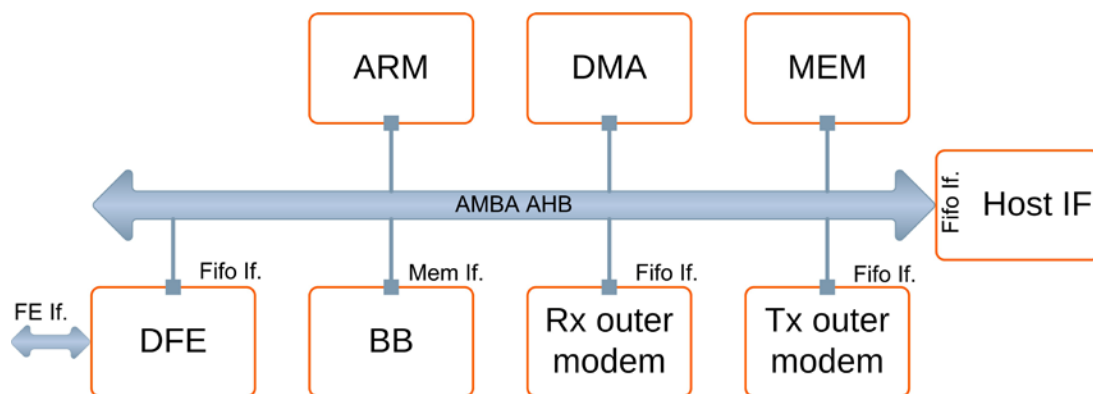 ARM
DMA
MEM
AMBA AHB
Fifo If.
Host IF
Fifo If.
Mem If.
Fifo If.
Fifo If.
FE If.
DFE
BB
Rx outer
modem
Tx outer
modem